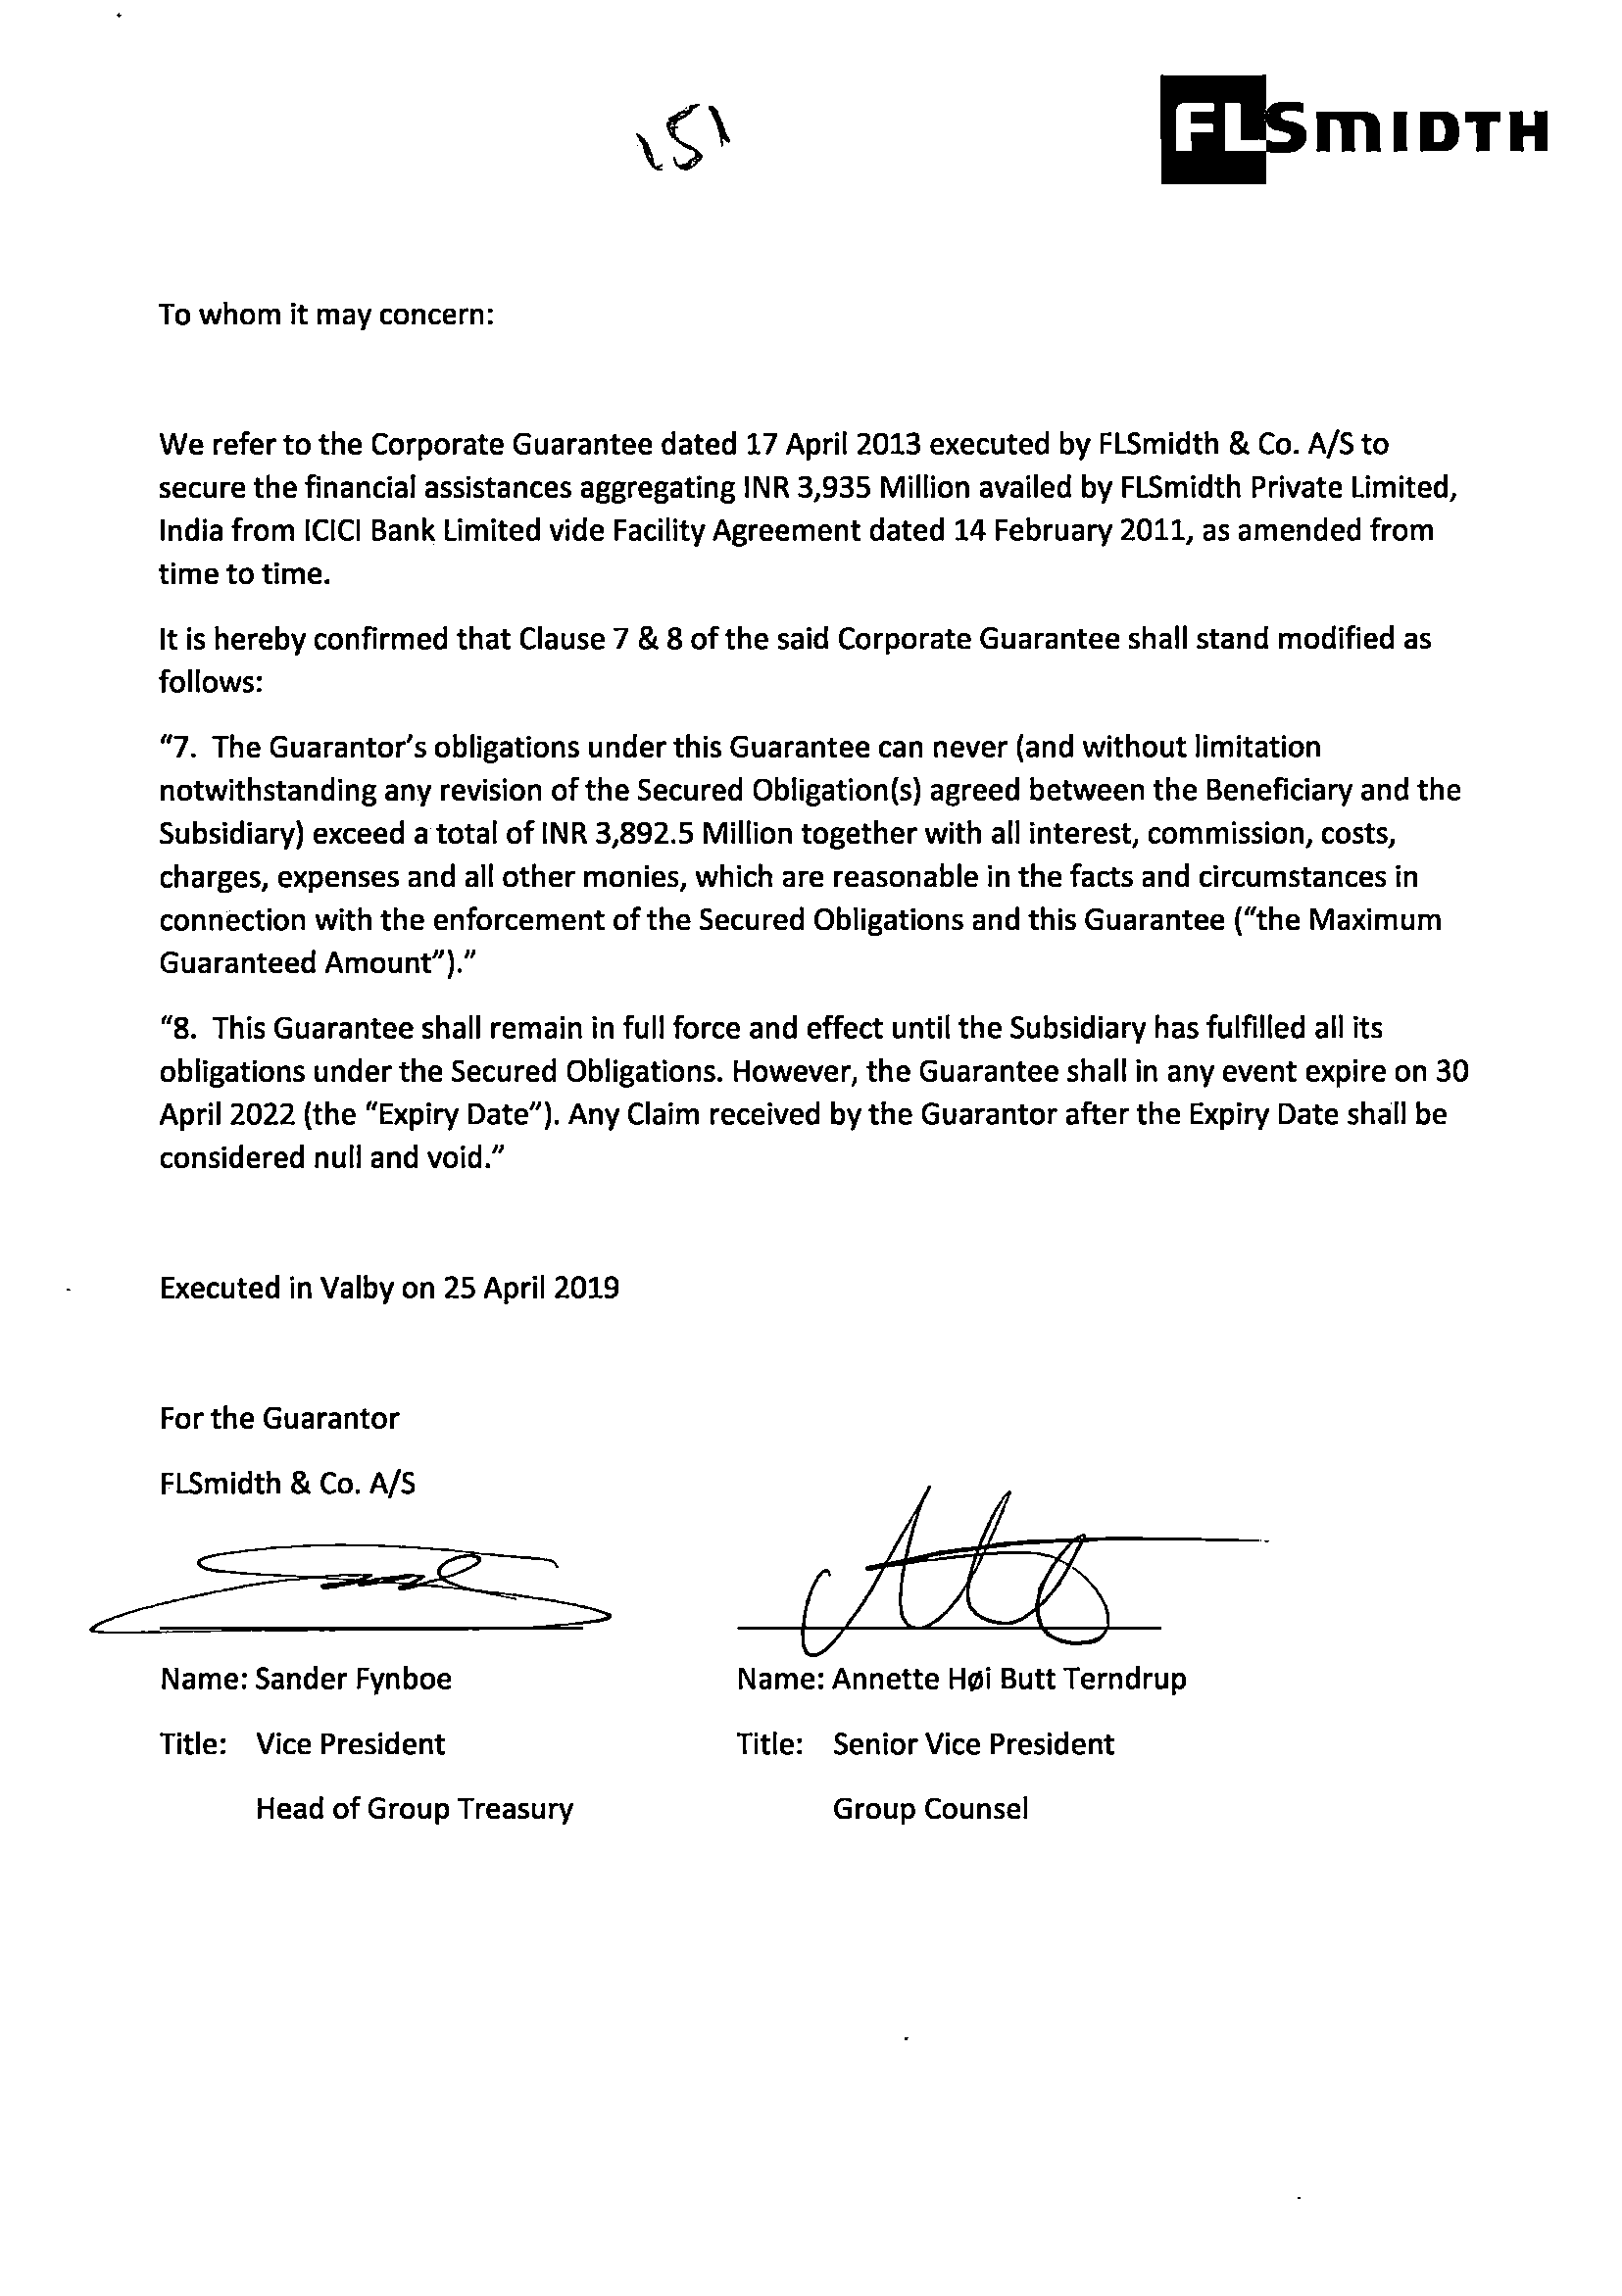 151
FLSMIDTH
To whom it may concern:
We refer to the Corporate Guarantee dated 17 April 2013 executed by FLSmidth & Co. A/S to
secure the financial assistances aggregating INR 3,935 Million availed by FLSmidth Private Limited,
India from ICICI Bank Limited vide Facility Agreement dated 14 February 2011, as amended from
time to time.
It is hereby confirmed that Clause 7 & 8 of the said Corporate Guarantee shall stand modified as
follows:
“7. The Guarantor’s obligations under this Guarantee can never (and without limitation
notwithstanding any revision of the Secured Obligation(s) agreed between the Beneficiary and the
Subsidiary) exceed a total of INR 3,892.5 Million together with all interest, commission, costs,
charges, expenses and all other monies, which are reasonable in the facts and circumstances in
connection with the enforcement of the Secured Obligations and this Guarantee (“the Maximum
Guaranteed Amount”).”
“8. This Guarantee shall remain in full force and effect until the Subsidiary has fulfilled all its
obligations under the Secured Obligations. However, the Guarantee shall in any event expire on 30
April 2022 (the “Expiry Date”). Any Claim received by the Guarantor after the Expiry Date shall be
considered null and void.”
Executed in Valby on 25 April 2019
For the Guarantor
FLSmidth & Co. A/S
Name: Sander Fynboe
Name: Annette Høi Butt Terndrup
Title: Vice President
Title: Senior Vice President
Head of Group Treasury
Group Counsel